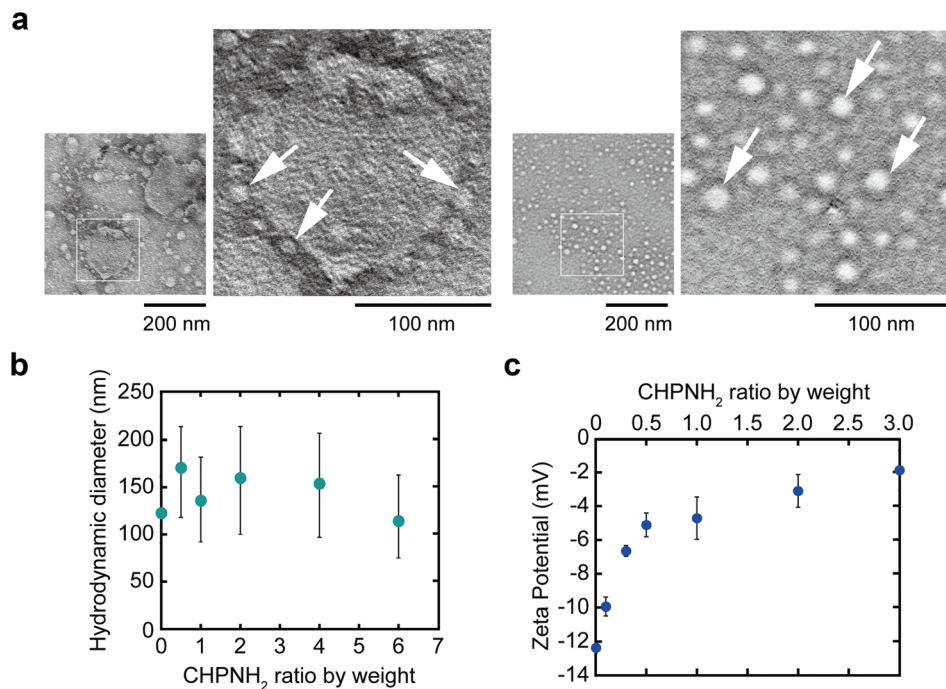 a
200 nm
100 nm
200 nm
100 nm
b
250
200
150
100
50
0
Hydrodynamic diameter (nm)
0 1 2 3 4 5 6 7
CHPNH₂ ratio by weight
c
CHPNH₂ ratio by weight
0 0.5 1.0 1.5 2.0 2.5 3.0
0
-2
-4
-6
-8
-10
-12
-14
Zeta Potential (mV)